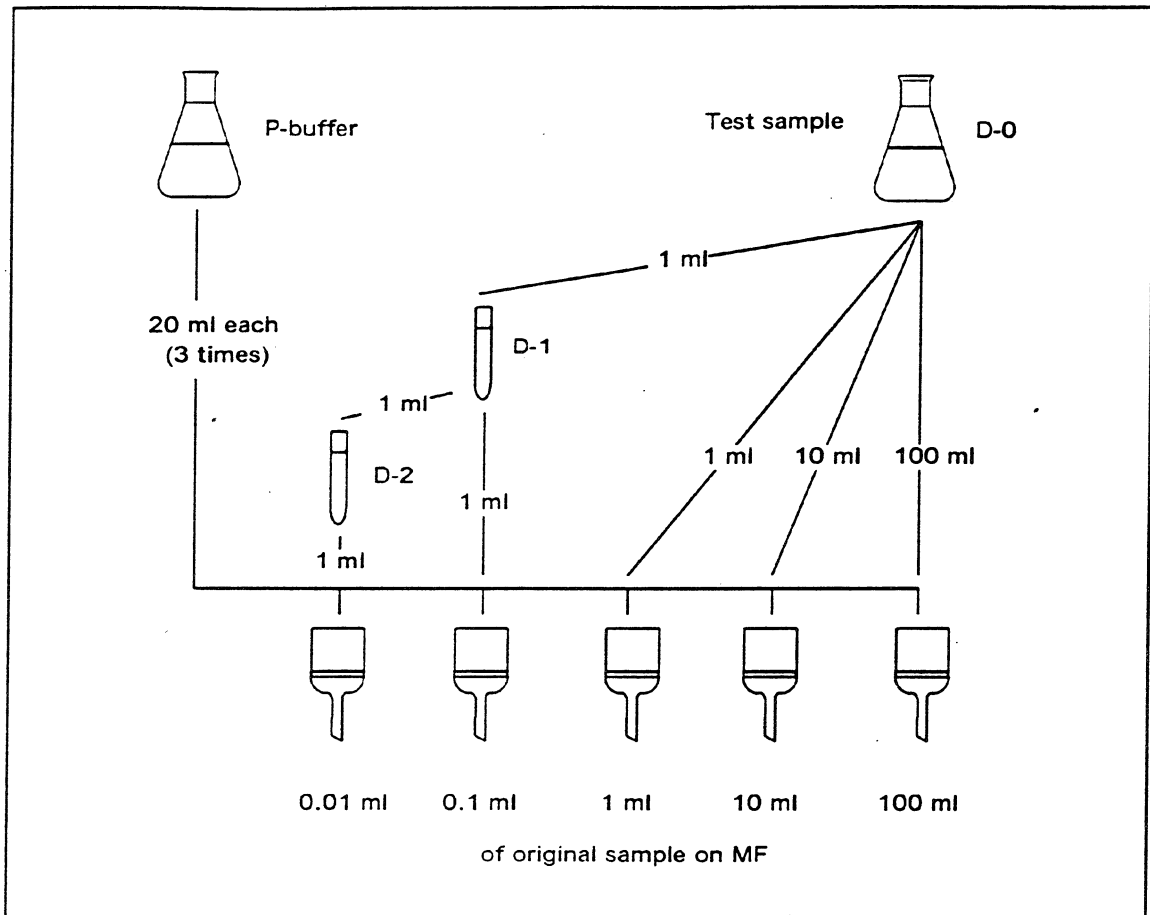 P-buffer
Test sample
D-0
1 ml
20 ml each
(3 times)
D-1
1 ml
D-2
1 ml
10 ml
100 ml
1 ml
1 ml
0.01 ml
0.1 ml
1 ml
10 ml
100 ml
of original sample on MF